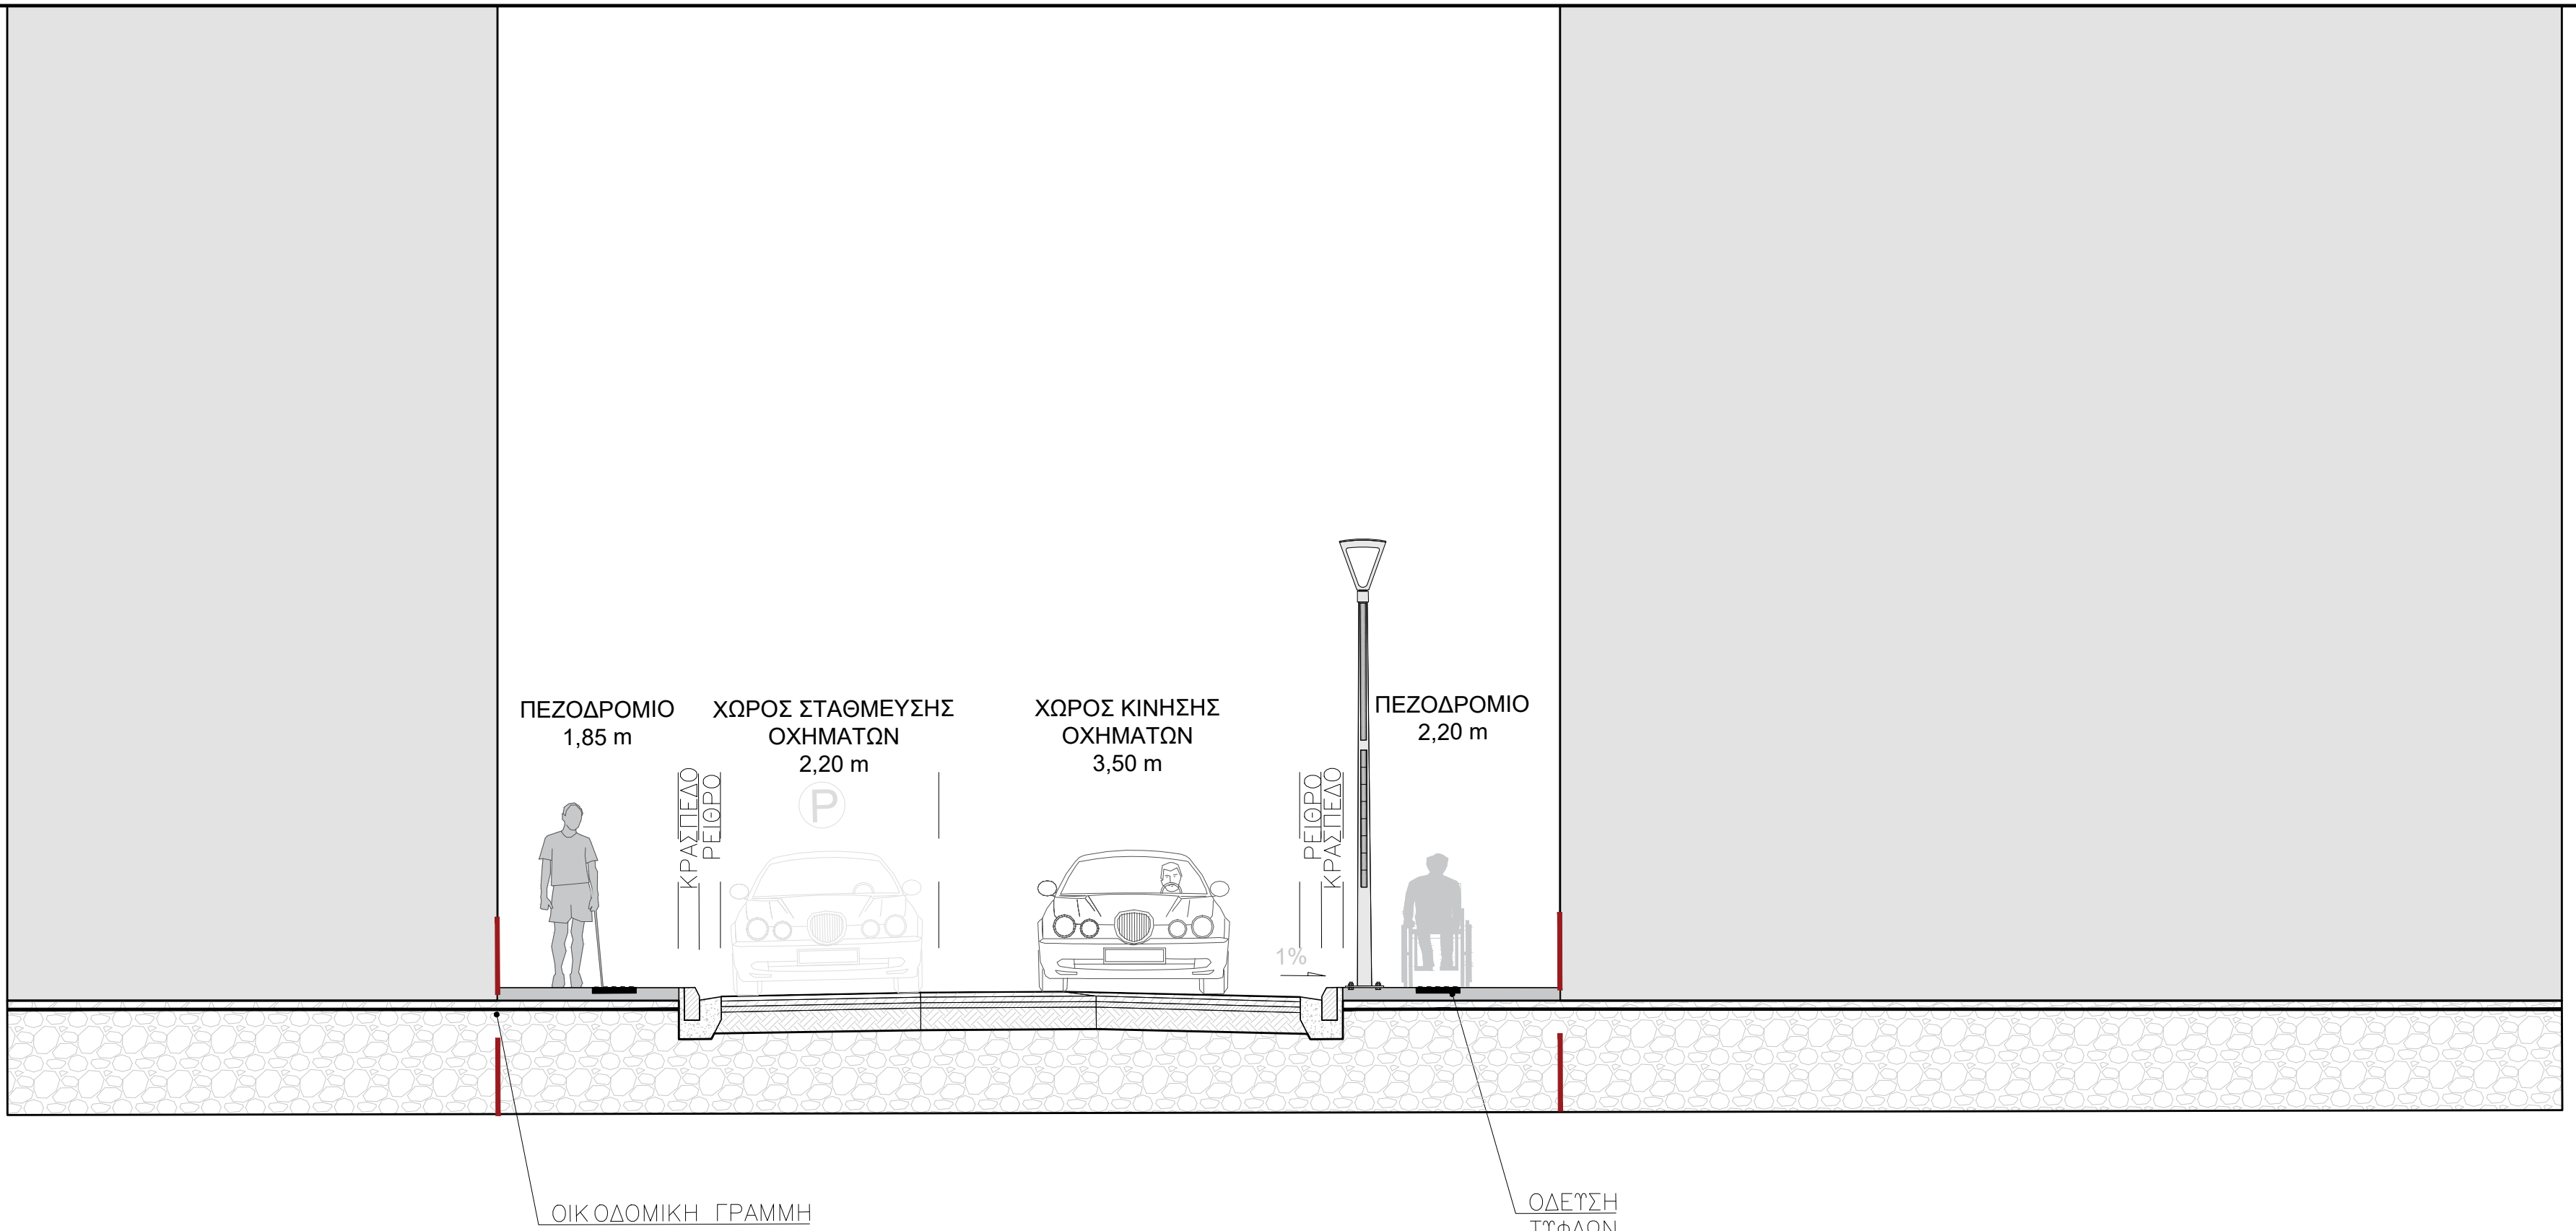 ΠΕΖΟΔΡΟΜΙΟ
1,85 m
ΧΩΡΟΣ ΣΤΑΘΜΕΥΣΗΣ
ΟΧΗΜΑΤΩΝ
2,20 m
P
ΧΩΡΟΣ ΚΙΝΗΣΗΣ
ΟΧΗΜΑΤΩΝ
3,50 m
ΠΕΖΟΔΡΟΜΙΟ
2,20 m
ΚΡΑΣΠΕΔΟ
ΡΕΙΘΡΟ
ΡΕΙΘΡΟ
ΚΡΑΣΠΕΔΟ
1%
ΟΙΚΟΔΟΜΙΚΗ ΓΡΑΜΜΗ
ΟΔΕΥΣΗ
ΤΥΦΛΩΝ